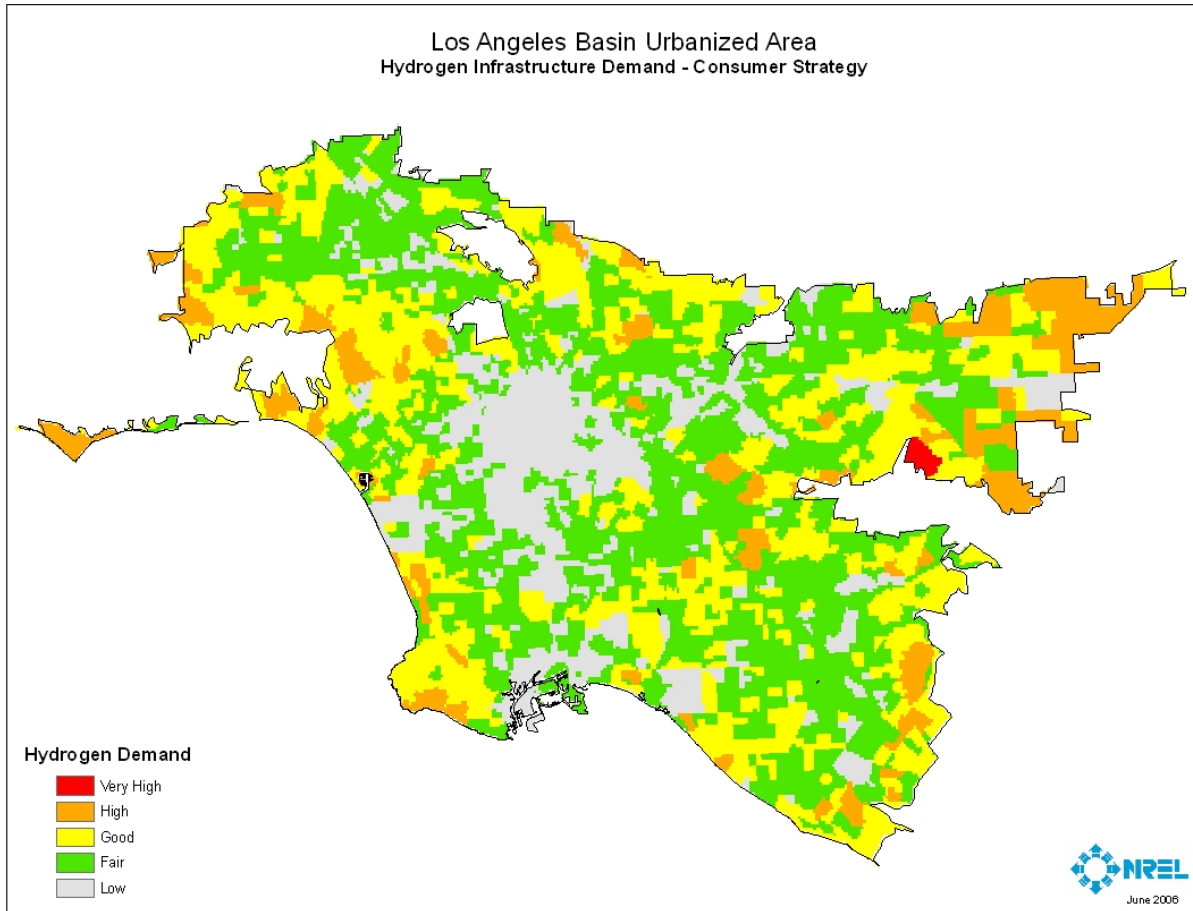 Los Angeles Basin Urbanized Area
Hydrogen Infrastructure Demand - Consumer Strategy
Hydrogen Demand
Very High
High
Good
Fair
Low
NREL
June 2006